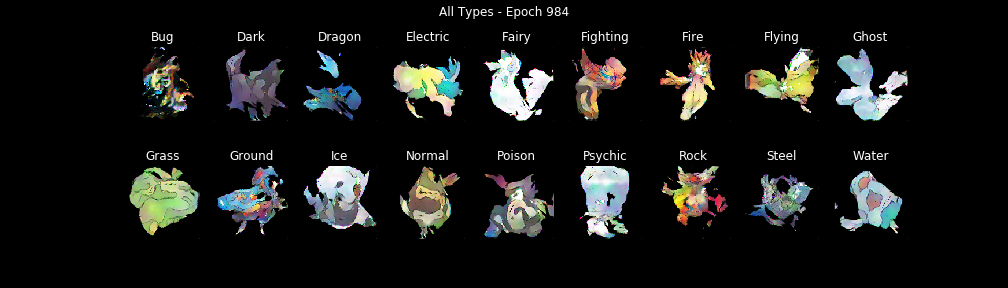 All Types - Epoch 984
Bug Dark Dragon Electric Fairy Fighting Fire Flying Ghost
Grass Ground Ice Normal Poison Psychic Rock Steel Water